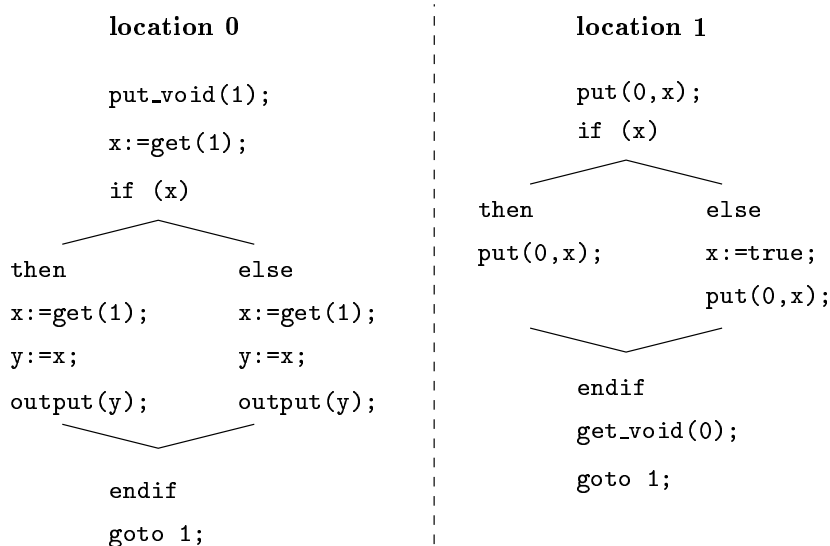 location 0
put_void(1);
x:=get(1);
if (x)
then
x:=get(1);
y:=x;
output(y);
else
x:=get(1);
y:=x;
output(y);
endif
goto 1;
location 1
put(0,x);
if (x)
then
put(0,x);
else
x:=true;
put(0,x);
endif
get_void(0);
goto 1;